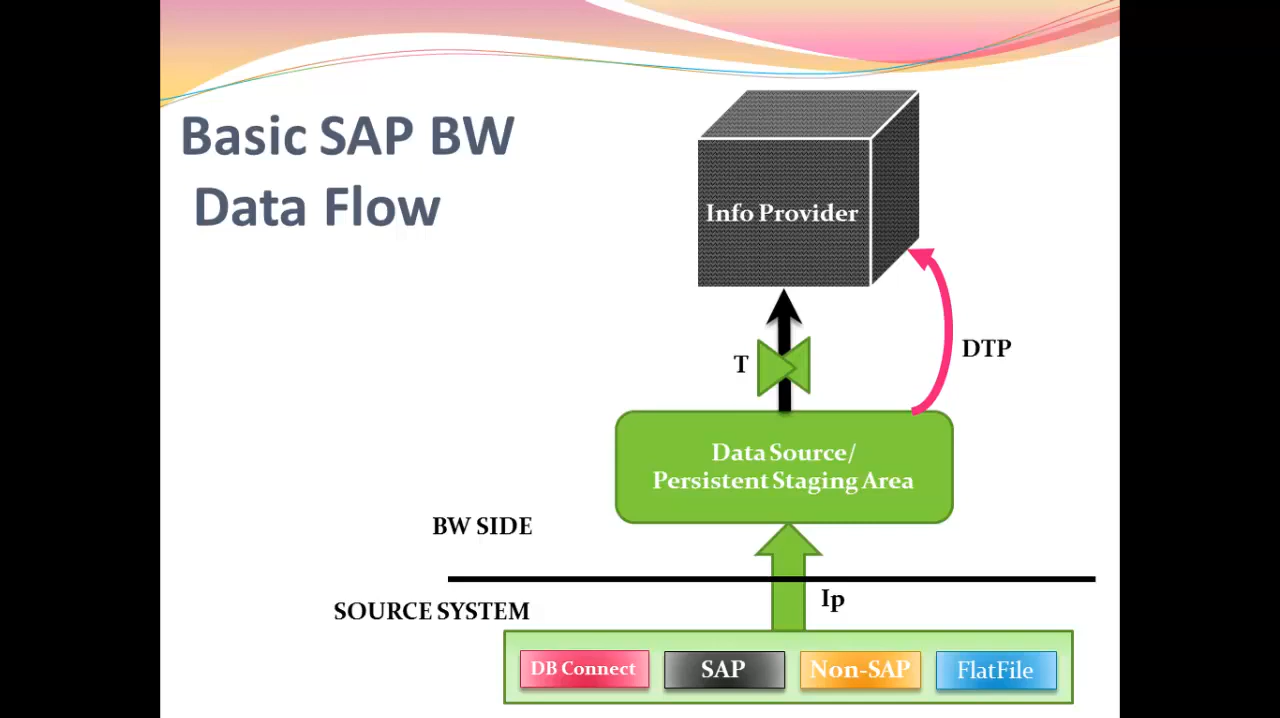 Basic SAP BW
Data Flow
Info Provider
T
DTP
Data Source/
Persistent Staging Area
BW SIDE
SOURCE SYSTEM
Ip
DB Connect
SAP
Non-SAP
FlatFile